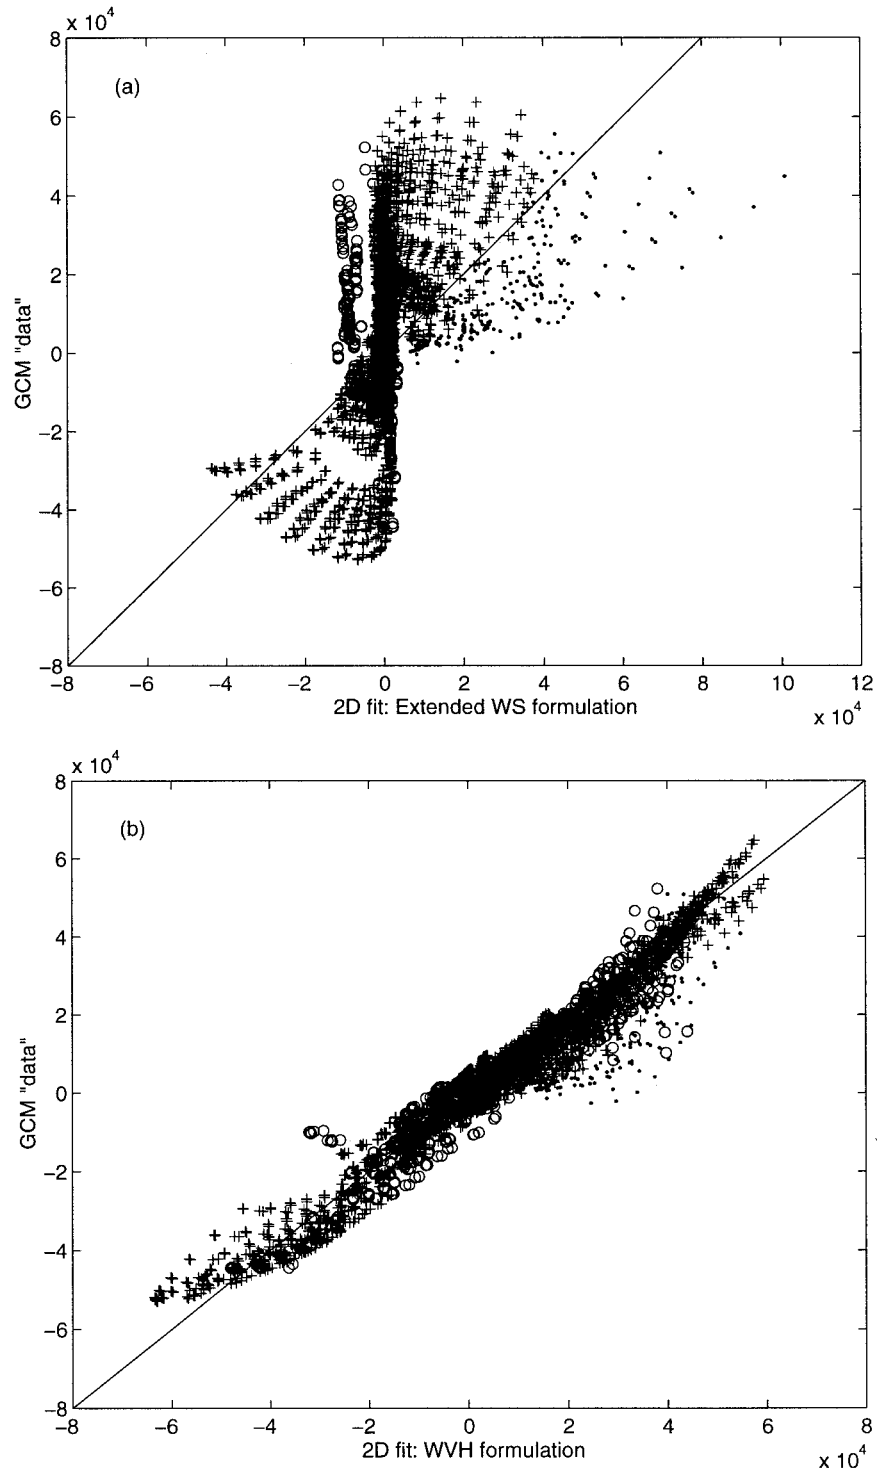 x 10^4
8
(a)
6
4
2
0
−2
−4
−6
−8
GCM "data"
−8 −6 −4 −2 0 2 4 6 8 10 12
2D fit: Extended WS formulation
x 10^4
x 10^4
8
(b)
6
4
2
0
−2
−4
−6
−8
GCM "data"
−8 −6 −4 −2 0 2 4 6 8
2D fit: WVH formulation
x 10^4